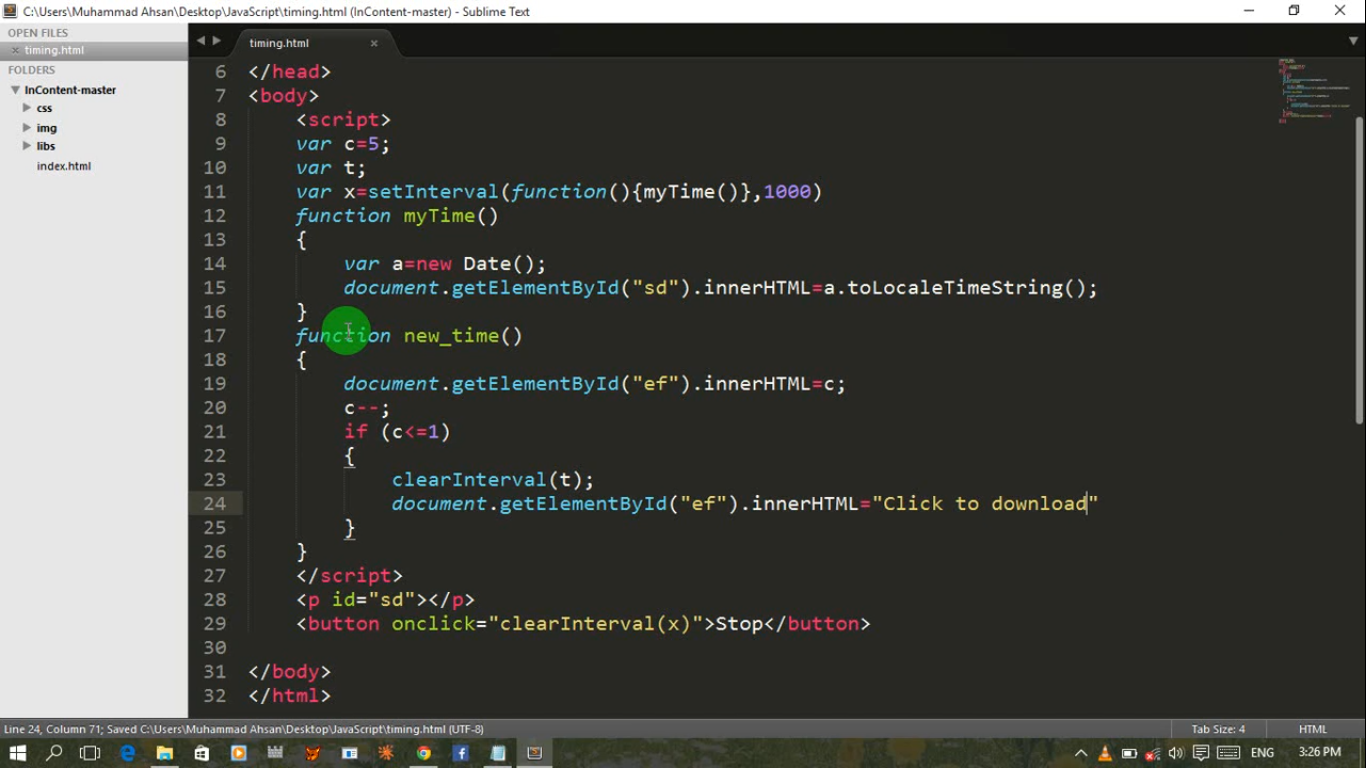 C:\Users\Muhammad Ahsan\Desktop\JavaScript\timing.html (InContent-master) - Sublime Text
OPEN FILES
timing.html
FOLDERS
InContent-master
css
img
libs
index.html
timing.html
6 </head>
7 <body>
8 <script>
9 var c=5;
10 var t;
11 var x=setInterval(function(){myTime()},1000)
12 function myTime()
13 {
14 var a=new Date();
15 document.getElementById("sd").innerHTML=a.toLocaleTimeString();
16 }
17 function new_time()
18 {
19 document.getElementById("ef").innerHTML=c;
20 c--;
21 if (c<=1)
22 {
23 clearInterval(t);
24 document.getElementById("ef").innerHTML="Click to download"
25 }
26 }
27 </script>
28 <p id="sd"></p>
29 <button onclick="clearInterval(x)">Stop</button>
30
31 </body>
32 </html>
Line 24, Column 71; Saved C:\Users\Muhammad Ahsan\Desktop\JavaScript\timing.html (UTF-8)
Tab Size: 4
HTML
ENG
3:26 PM